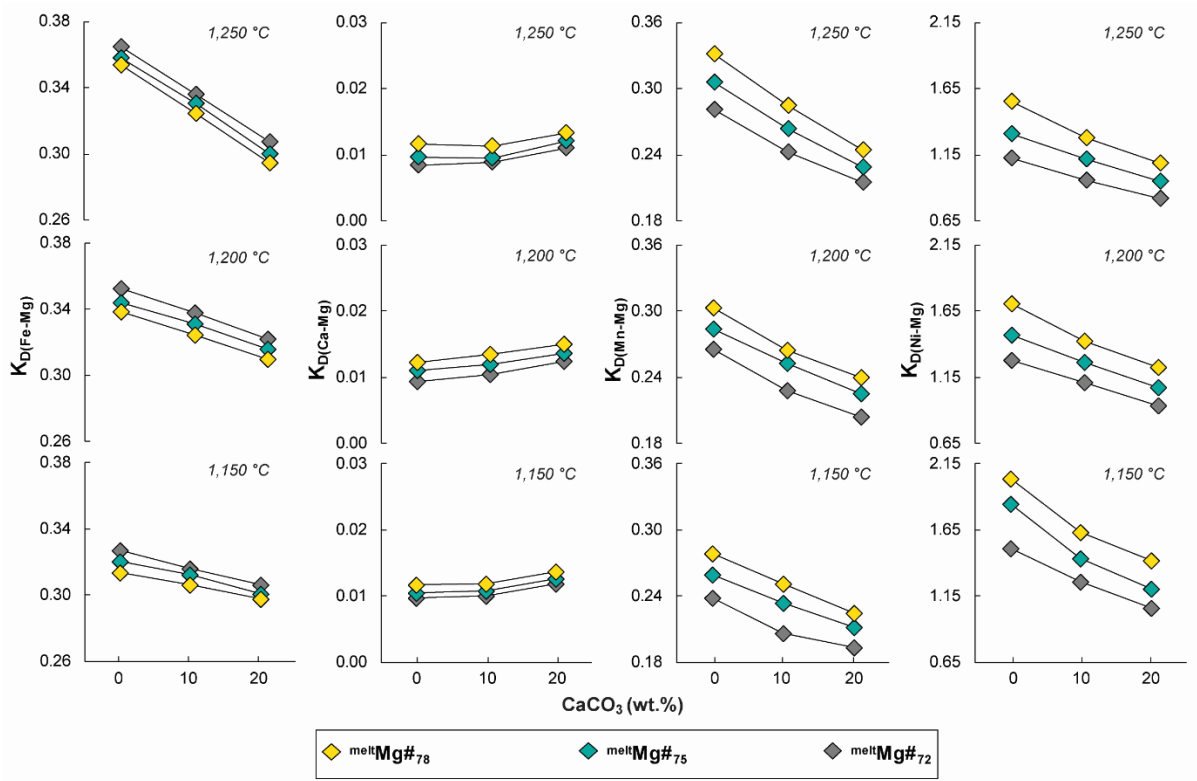 0.38 1,250 °C 0.03 1,250 °C 0.36 1,250 °C 2.15 1,250 °C
0.34 0.02 0.30 1.65
0.30 0.01 0.24 1.15
0.26 0.00 0.18 0.65
0.38 1,200 °C 0.03 1,200 °C 0.36 1,200 °C 2.15 1,200 °C
0.34 0.02 0.30 1.65
0.30 0.01 0.24 1.15
0.26 0.00 0.18 0.65
KD(Fe-Mg) KD(Ca-Mg) KD(Mn-Mg) KD(Ni-Mg)
0.38 1,150 °C 0.03 1,150 °C 0.36 1,150 °C 2.15 1,150 °C
0.34 0.02 0.30 1.65
0.30 0.01 0.24 1.15
0.26 0.00 0.18 0.65
0 10 20 0 10 20 0 10 20 0 10 20
CaCO3 (wt.%)
meltMg#78 meltMg#75 meltMg#72